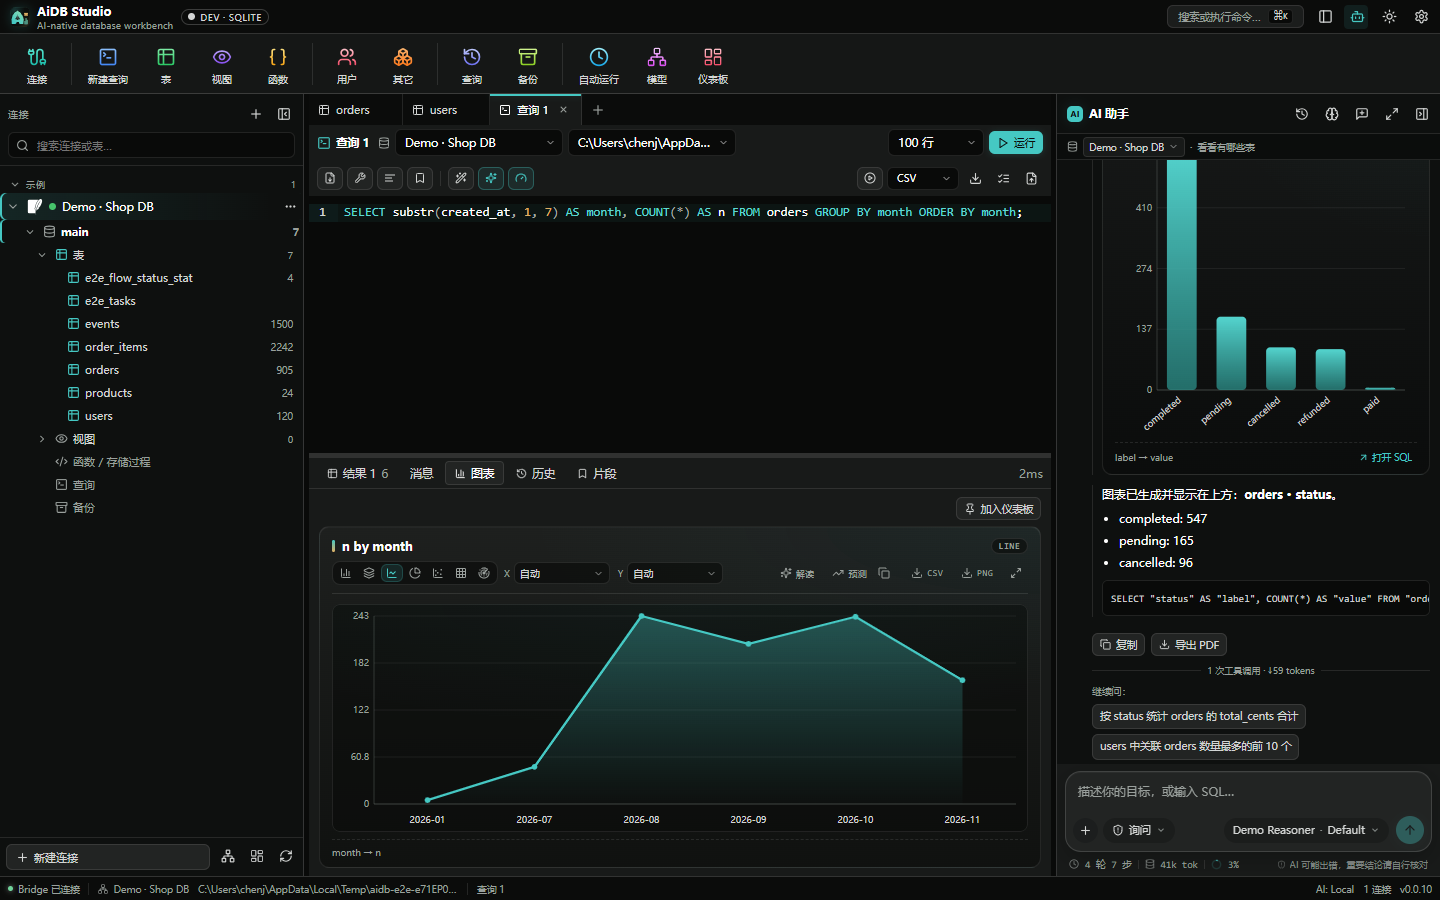 AiDB Studio
AI-native database workbench
DEV · SQLITE
搜索或执行命令... ⌘K
连接
新建查询
表
视图
函数
用户
其它
查询
备份
自动运行
模型
仪表板
连接
搜索连接或表...
示例 1
Demo · Shop DB
main 7
表 7
e2e_flow_status_stat 4
e2e_tasks
events 1500
order_items 2242
orders 905
products 24
users 120
视图 0
函数 / 存储过程
查询
备份
新建连接
orders
users
查询 1
查询 1
Demo · Shop DB
C:\Users\chenj\AppDa...
100 行
运行
CSV
1 SELECT substr(created_at, 1, 7) AS month, COUNT(*) AS n FROM orders GROUP BY month ORDER BY month;
结果 1 6
消息
图表
历史
片段
2ms
加入仪表板
n by month
LINE
X 自动
Y 自动
解读
预测
CSV
PNG
243
182
122
60.8
0
2026-01
2026-07
2026-08
2026-09
2026-10
2026-11
month → n
AI AI 助手
Demo · Shop DB · 看看有哪些表
410
274
137
0
completed
pending
cancelled
refunded
paid
label → value
打开 SQL
图表已生成并显示在上方：orders • status。
• completed: 547
• pending: 165
• cancelled: 96
SELECT "status" AS "label", COUNT(*) AS "value" FROM "orde
复制
导出 PDF
1 次工具调用 · ↓59 tokens
继续问：
按 status 统计 orders 的 total_cents 合计
users 中关联 orders 数量最多的前 10 个
描述你的目标，或输入 SQL...
询问
Demo Reasoner · Default
4 轮 7 步
41k tok
3%
AI 可能出错，重要结论请自行核对
Bridge 已连接
Demo · Shop DB
C:\Users\chenj\AppData\Local\Temp\aidb-e2e-e71EP0...
查询 1
AI: Local
1 连接
v0.0.10